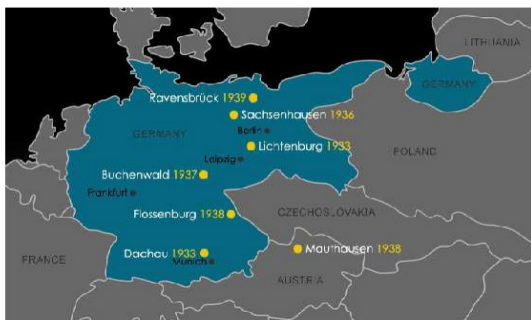 LITHUANIA
Ravensbrück 1939
GERMANY
Sachsenhausen 1936
GERMANY
Berlin
Lichtenburg 1933
Leipzig
POLAND
Buchenwald 1937
Frankfurt
Flossenburg 1938
CZECHOSLOVAKIA
Dachau 1933
Mauthausen 1938
FRANCE
Munich
AUSTRIA